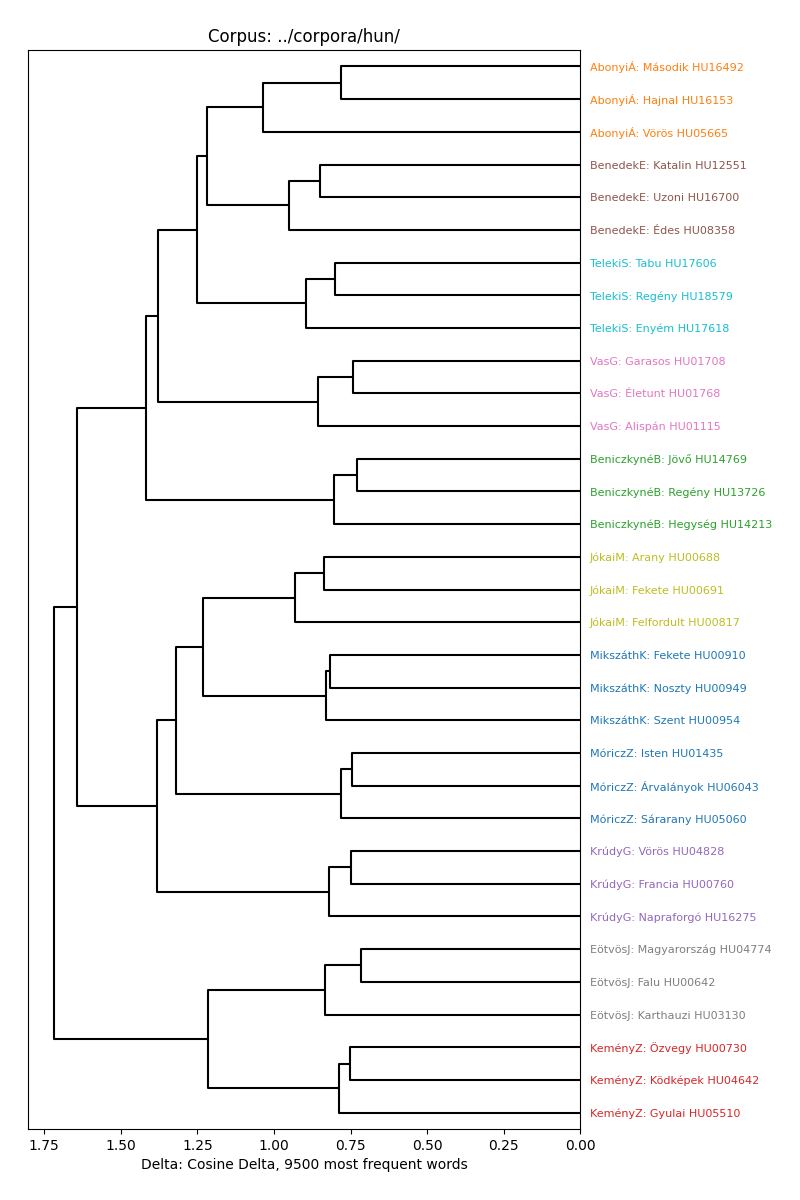 Corpus: ../corpora/hun/
AbonyiÁ: Második HU16492
AbonyiÁ: Hajnal HU16153
AbonyiÁ: Vörös HU05665
BenedekE: Katalin HU12551
BenedekE: Uzoni HU16700
BenedekE: Édes HU08358
TelekiS: Tabu HU17606
TelekiS: Regény HU18579
TelekiS: Enyém HU17618
VasG: Garasos HU01708
VasG: Életunt HU01768
VasG: Alispán HU01115
BeniczkynéB: Jövő HU14769
BeniczkynéB: Regény HU13726
BeniczkynéB: Hegység HU14213
JókaiM: Arany HU00688
JókaiM: Fekete HU00691
JókaiM: Felfordult HU00817
MikszáthK: Fekete HU00910
MikszáthK: Noszty HU00949
MikszáthK: Szent HU00954
MóriczZ: Isten HU01435
MóriczZ: Árvalányok HU06043
MóriczZ: Sárarany HU05060
KrúdyG: Vörös HU04828
KrúdyG: Francia HU00760
KrúdyG: Napraforgó HU16275
EötvösJ: Magyarország HU04774
EötvösJ: Falu HU00642
EötvösJ: Karthauzi HU03130
KeményZ: Özvegy HU00730
KeményZ: Ködképek HU04642
KeményZ: Gyulai HU05510
1.75 1.50 1.25 1.00 0.75 0.50 0.25 0.00
Delta: Cosine Delta, 9500 most frequent words